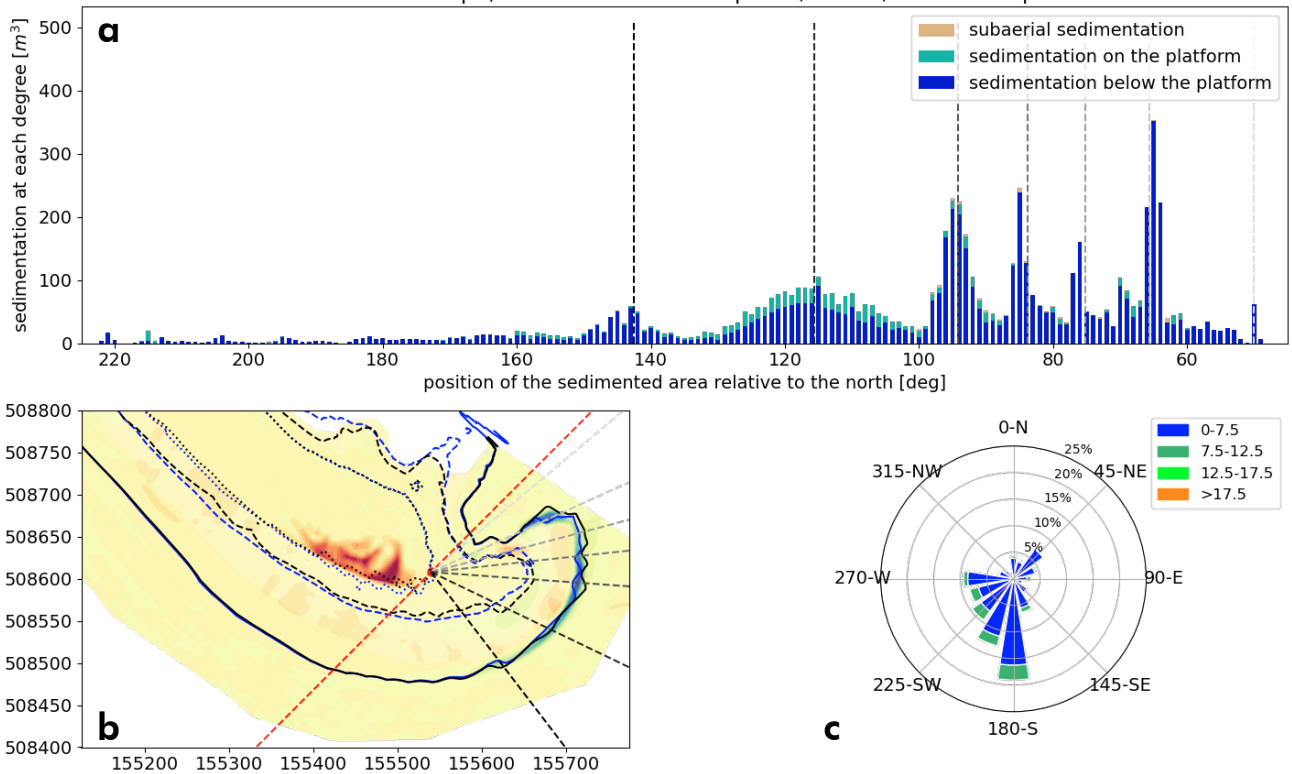 a
sedimentation at each degree [m³]
500
400
300
200
100
0
subaerial sedimentation
sedimentation on the platform
sedimentation below the platform
220 200 180 160 140 120 100 80 60
position of the sedimented area relative to the north [deg]
508800
508750
508700
508650
508600
508550
508500
508450
508400
b
155200 155300 155400 155500 155600 155700
0-N
25%
20%
15%
10%
5%
315-NW
45-NE
270-W
90-E
225-SW
145-SE
180-S
0-7.5
7.5-12.5
12.5-17.5
>17.5
c